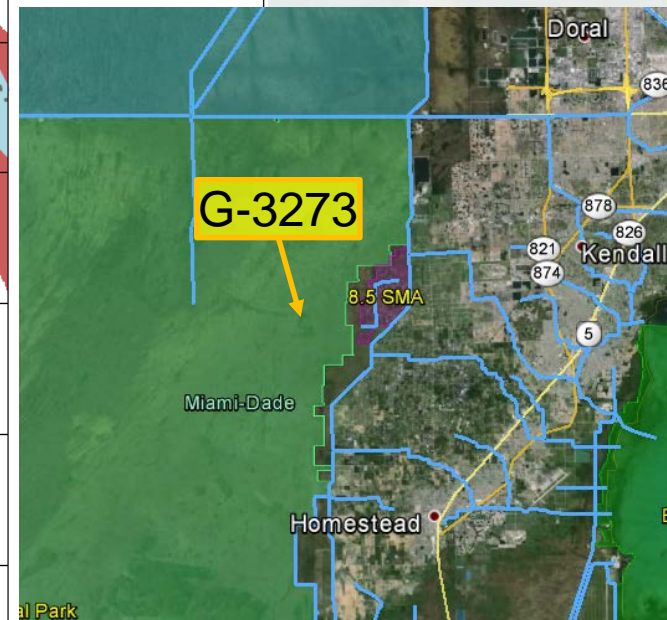 Doral
836
G-3273
878
826
821
Kendall
874
8.5 SMA
5
Miami-Dade
Homestead
al Park